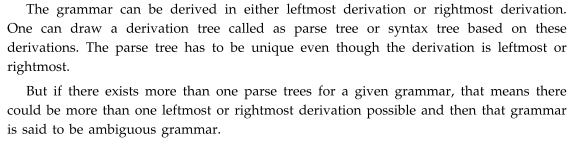 The grammar can be derived in either leftmost derivation or rightmost derivation.
One can draw a derivation tree called as parse tree or syntax tree based on these
derivations. The parse tree has to be unique even though the derivation is leftmost or
rightmost.
But if there exists more than one parse trees for a given grammar, that means there
could be more than one leftmost or rightmost derivation possible and then that grammar
is said to be ambiguous grammar.